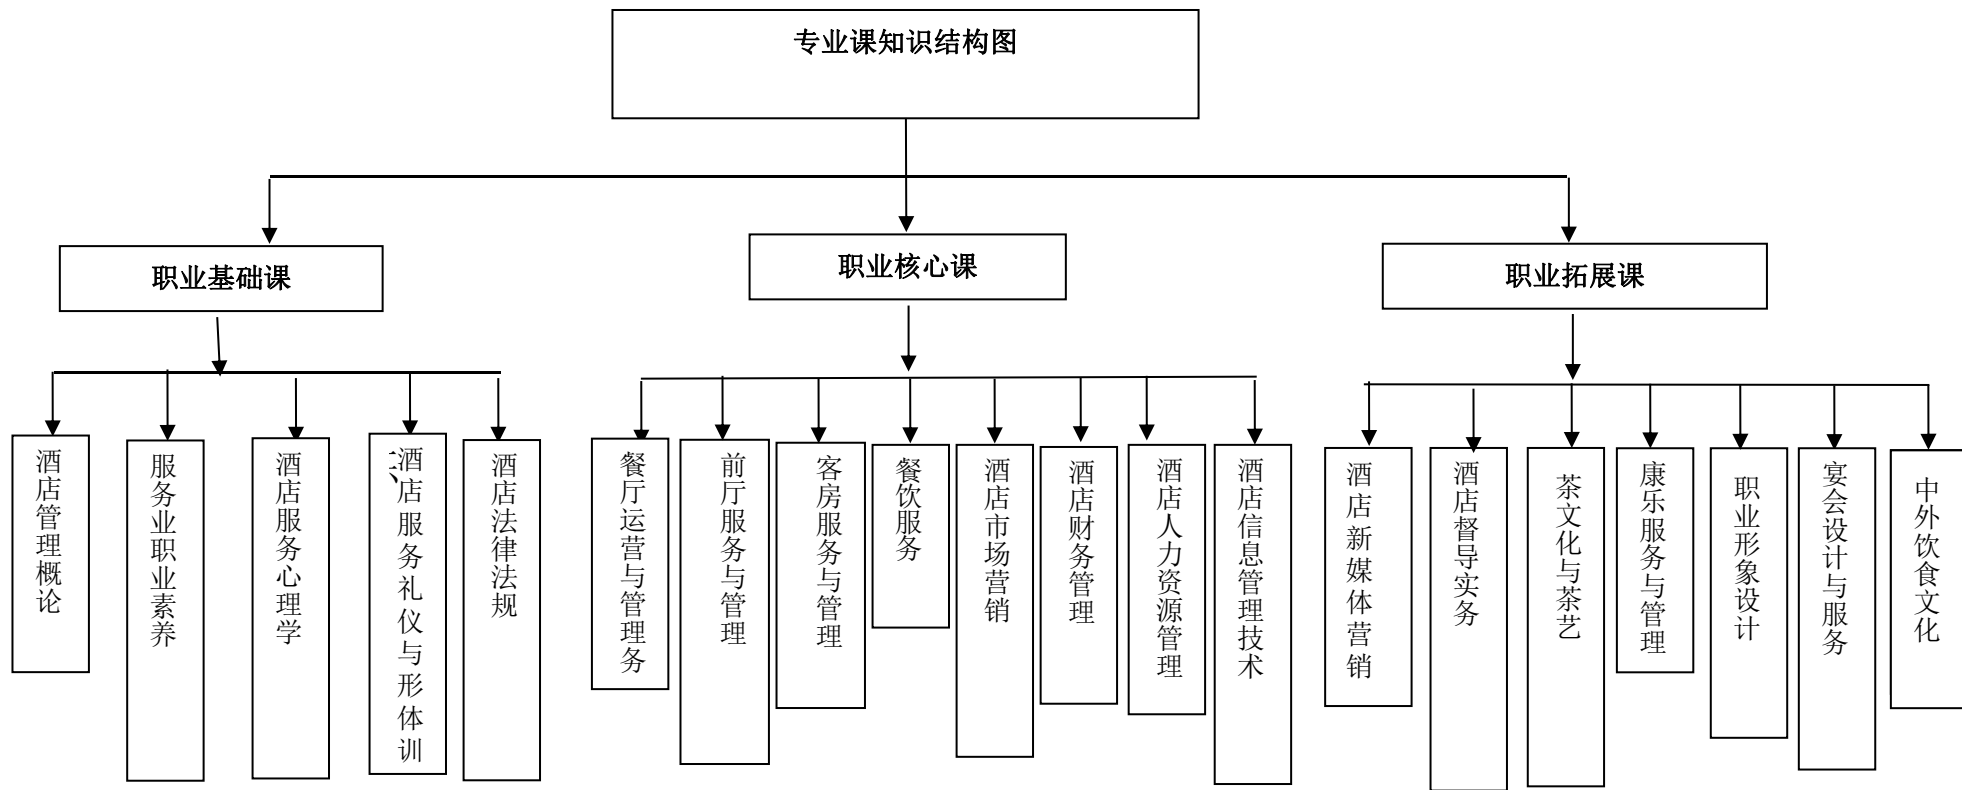 专业课知识结构图
职业基础课
职业核心课
职业拓展课
酒店管理概论
服务业职业素养
酒店服务心理学
酒店服务礼仪与形体训
酒店法律法规
餐厅运营与管理务
前厅服务与管理
客房服务与管理
餐饮服务
酒店市场营销
酒店财务管理
酒店人力资源管理
酒店信息管理技术
酒店新媒体营销
酒店督导实务
茶文化与茶艺
康乐服务与管理
职业形象设计
宴会设计与服务
中外饮食文化